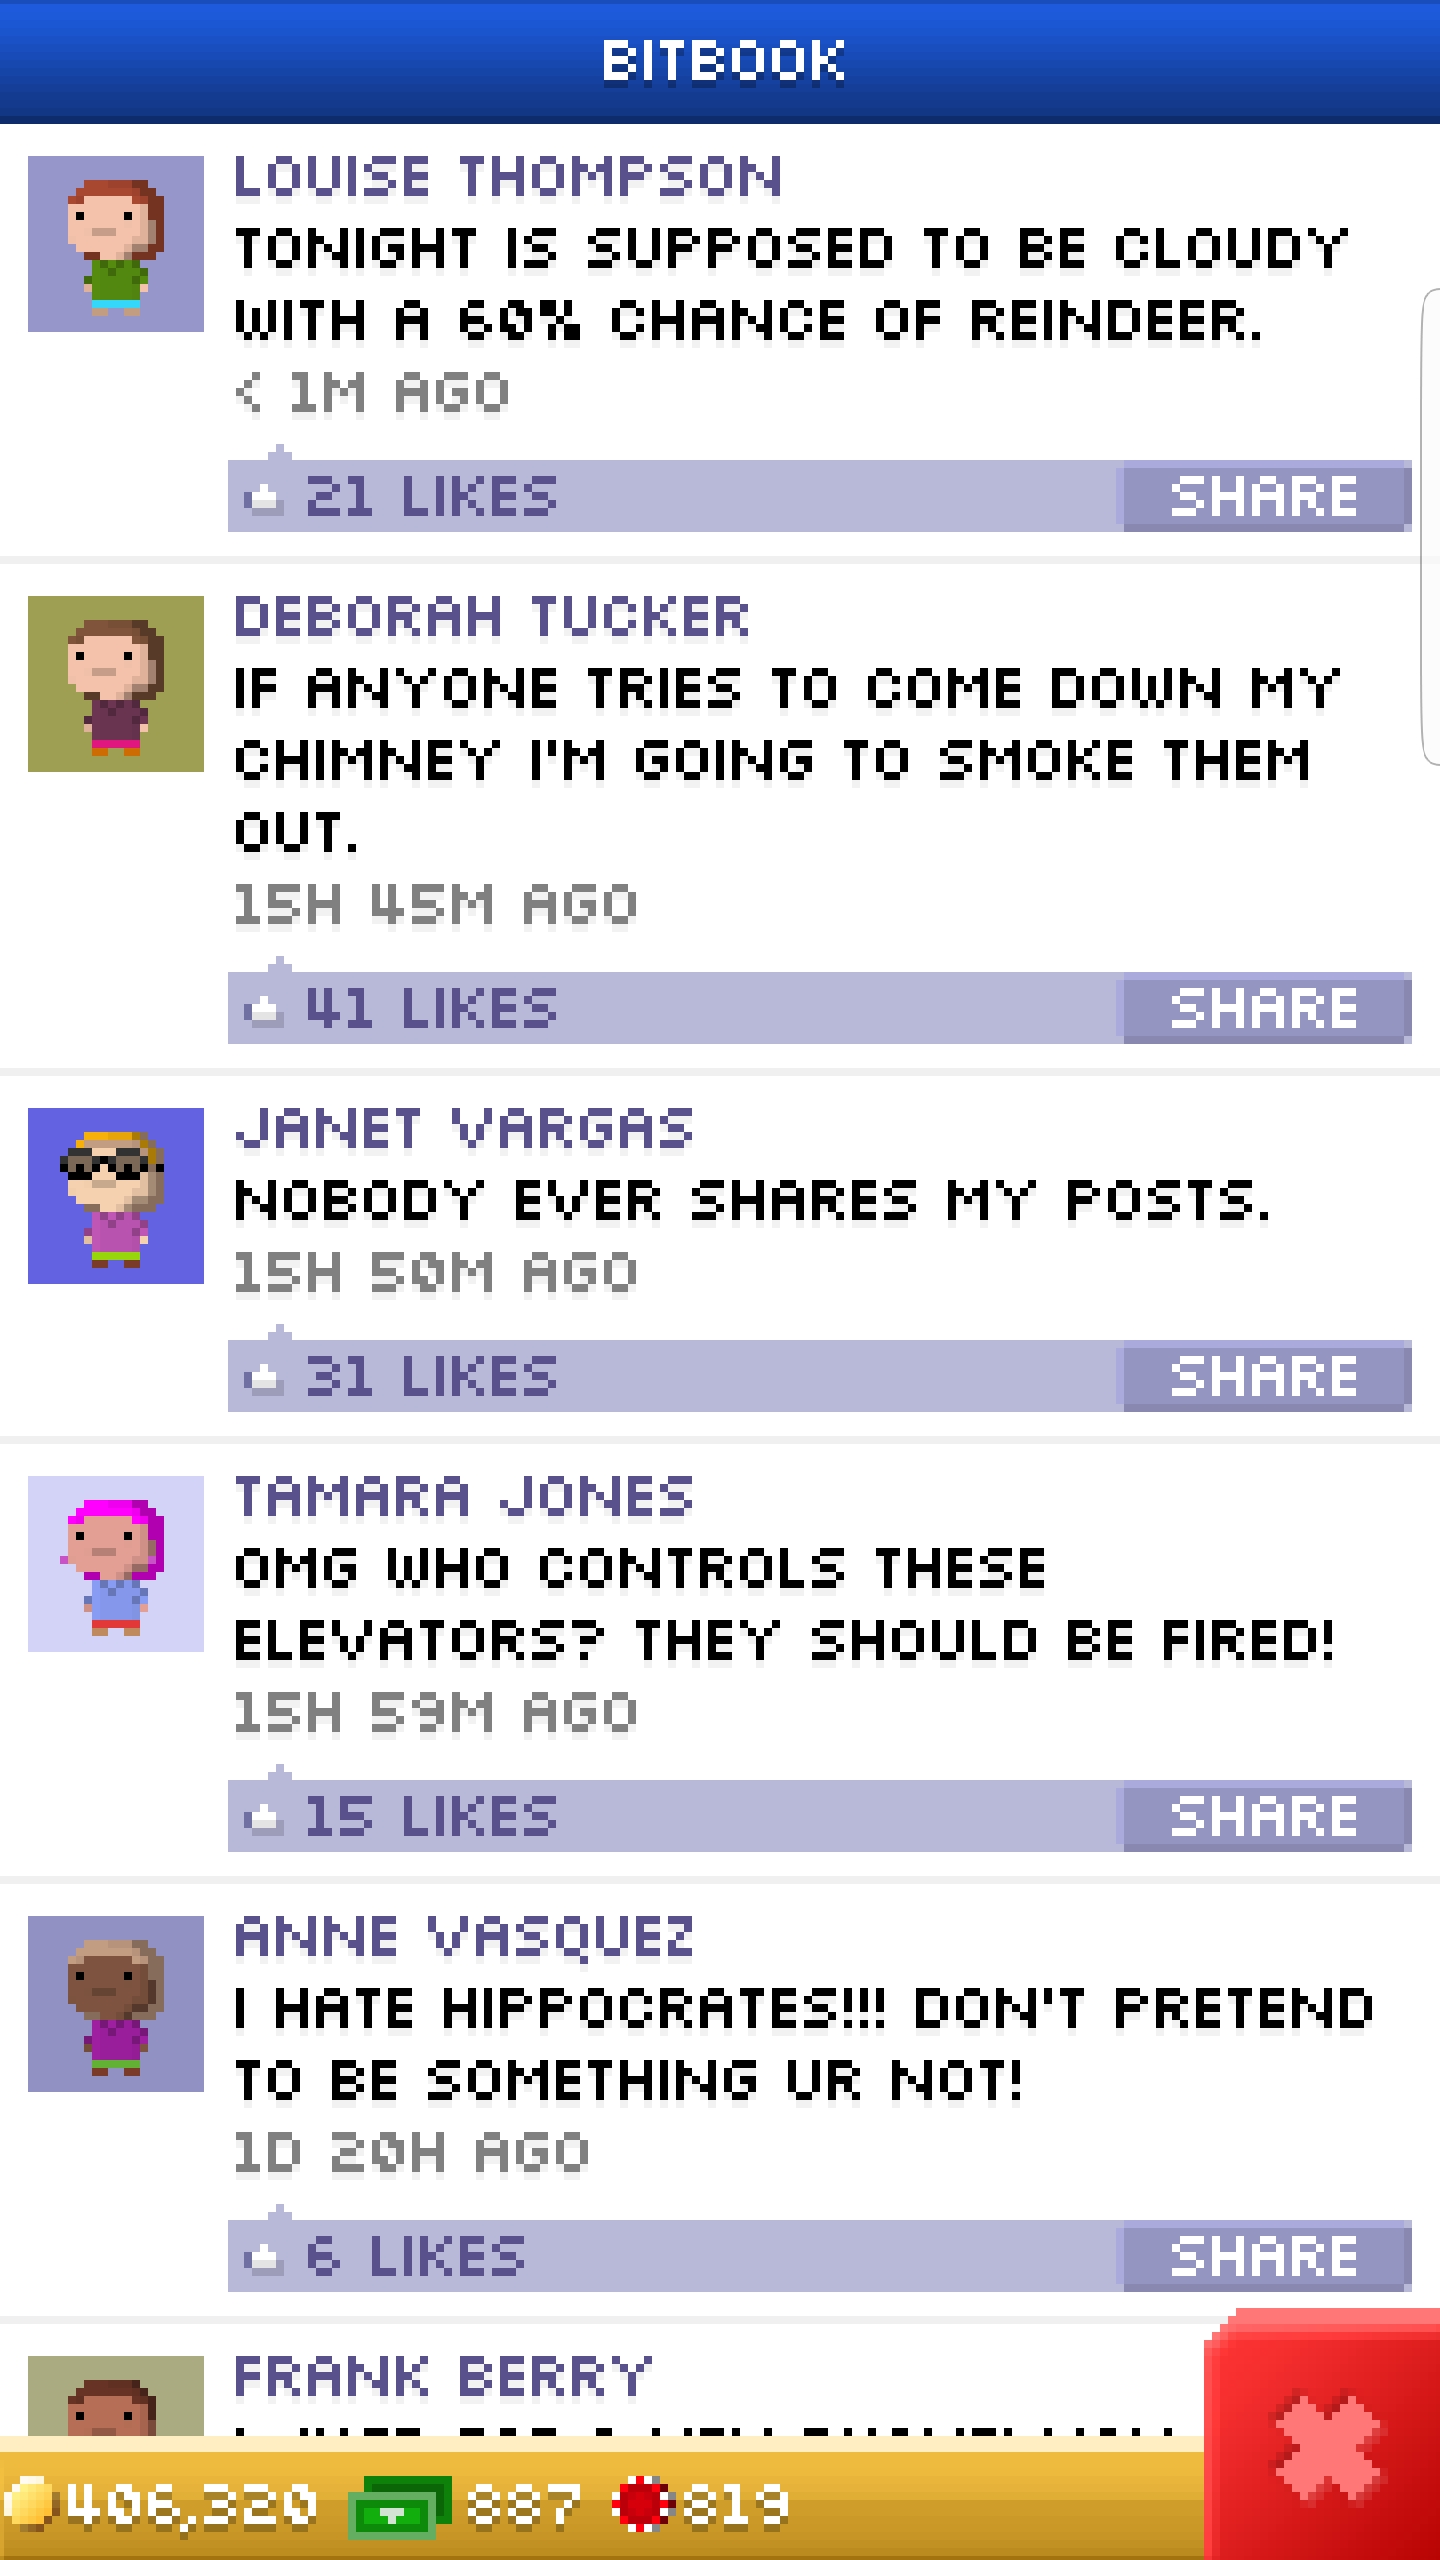 BITBOOK
LOUISE THOMPSON
TONIGHT IS SUPPOSED TO BE CLOUDY
WITH A 60% CHANCE OF REINDEER.
< 1M AGO
21 LIKES SHARE
DEBORAH TUCKER
IF ANYONE TRIES TO COME DOWN MY
CHIMNEY I'M GOING TO SMOKE THEM
OUT.
15H 45M AGO
41 LIKES SHARE
JANET VARGAS
NOBODY EVER SHARES MY POSTS.
15H 50M AGO
31 LIKES SHARE
TAMARA JONES
OMG WHO CONTROLS THESE
ELEVATORS? THEY SHOULD BE FIRED!
15H 59M AGO
15 LIKES SHARE
ANNE VASQUEZ
I HATE HIPPOCRATES!!! DON'T PRETEND
TO BE SOMETHING UR NOT!
1D 20H AGO
6 LIKES SHARE
FRANK BERRY
406,320 887 819